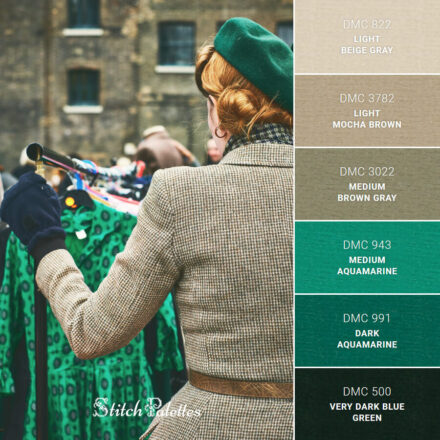 DMC 822
LIGHT
BEIGE GRAY
DMC 3782
LIGHT
MOCHA BROWN
DMC 3022
MEDIUM
BROWN GRAY
DMC 943
MEDIUM
AQUAMARINE
DMC 991
DARK
AQUAMARINE
DMC 500
VERY DARK BLUE
GREEN
Stitch Palettes